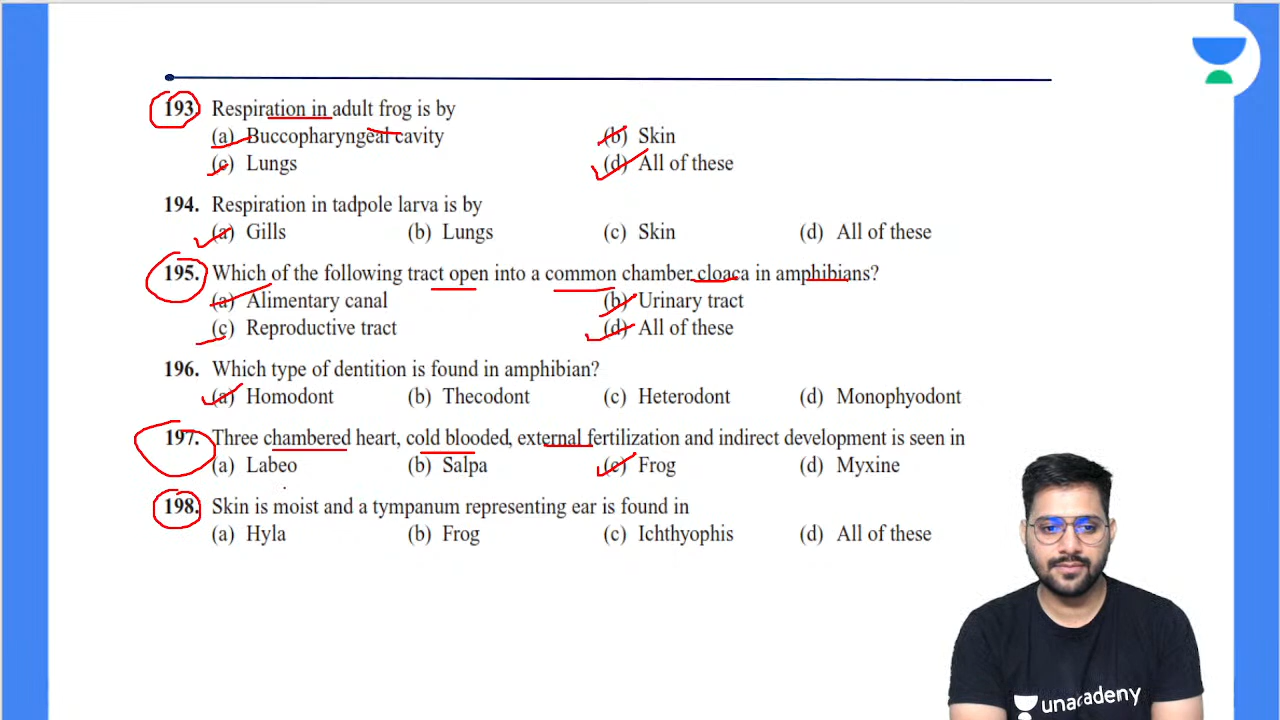 193. Respiration in adult frog is by
(a) Buccopharyngeal cavity (b) Skin
(c) Lungs (d) All of these
194. Respiration in tadpole larva is by
(a) Gills (b) Lungs (c) Skin (d) All of these
195. Which of the following tract open into a common chamber cloaca in amphibians?
(a) Alimentary canal (b) Urinary tract
(c) Reproductive tract (d) All of these
196. Which type of dentition is found in amphibian?
(a) Homodont (b) Thecodont (c) Heterodont (d) Monophyodont
197. Three chambered heart, cold blooded, external fertilization and indirect development is seen in
(a) Labeo (b) Salpa (c) Frog (d) Myxine
198. Skin is moist and a tympanum representing ear is found in
(a) Hyla (b) Frog (c) Ichthyophis (d) All of these
unacademy